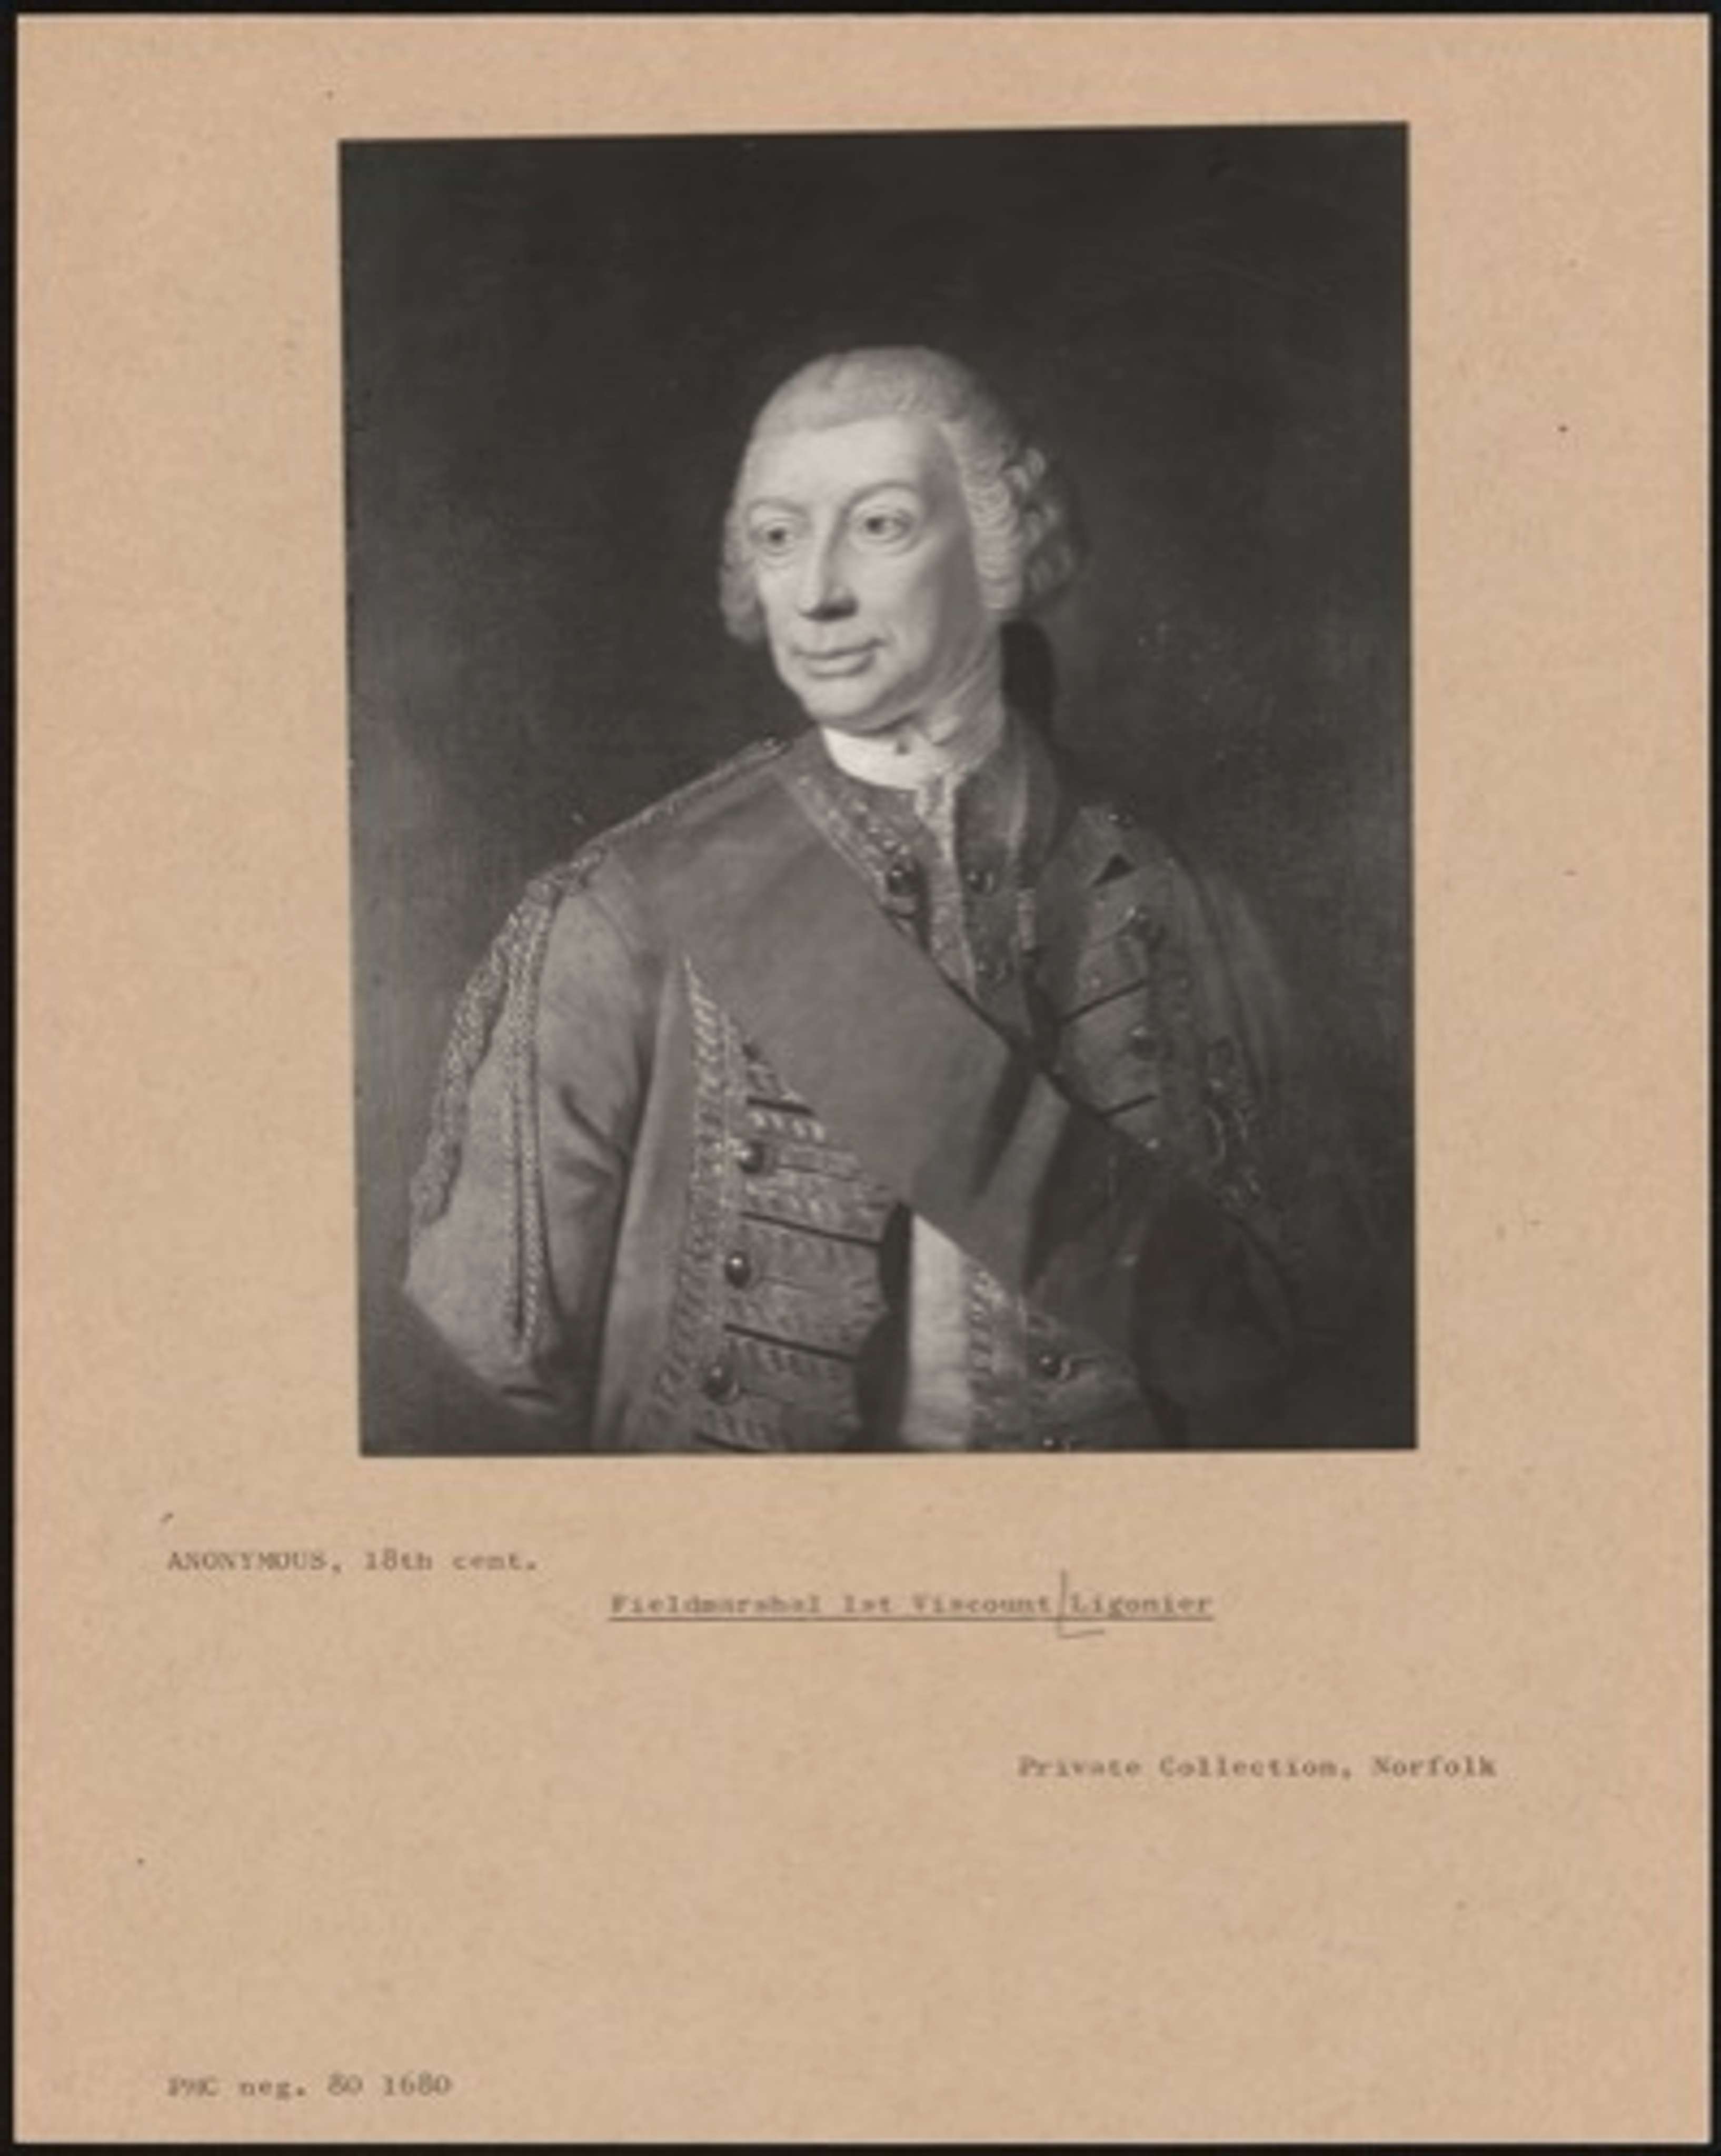 ANONYMOUS, 18th cent.
Fieldmarshal 1st Viscount Ligonier
Private Collection, Norfolk
PMC neg. 80 1680